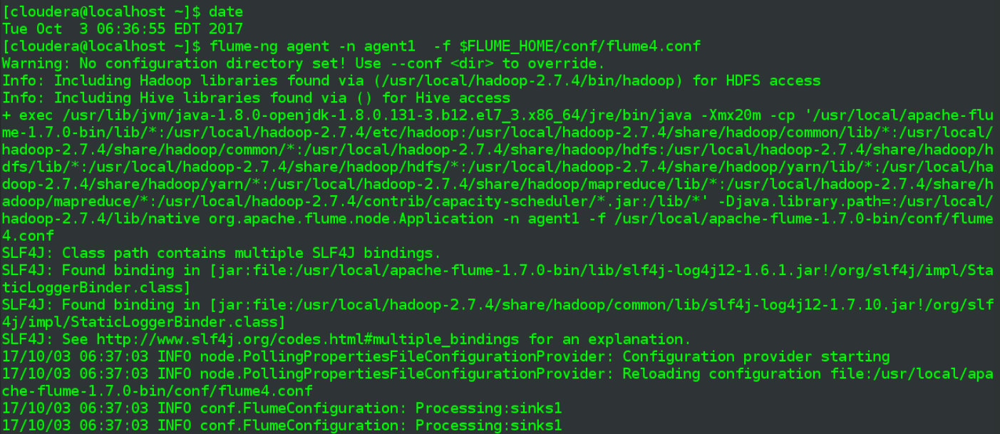 [cloudera@localhost ~]$ date
Tue Oct  3 06:36:55 EDT 2017
[cloudera@localhost ~]$ flume-ng agent -n agent1  -f $FLUME_HOME/conf/flume4.conf
Warning: No configuration directory set! Use --conf <dir> to override.
Info: Including Hadoop libraries found via (/usr/local/hadoop-2.7.4/bin/hadoop) for HDFS access
Info: Including Hive libraries found via () for Hive access
+ exec /usr/lib/jvm/java-1.8.0-openjdk-1.8.0.131-3.b12.el7_3.x86_64/jre/bin/java -Xmx20m -cp '/usr/local/apache-flu
me-1.7.0-bin/lib/*:/usr/local/hadoop-2.7.4/etc/hadoop:/usr/local/hadoop-2.7.4/share/hadoop/common/lib/*:/usr/local/
hadoop-2.7.4/share/hadoop/common/*:/usr/local/hadoop-2.7.4/share/hadoop/hdfs:/usr/local/hadoop-2.7.4/share/hadoop/h
dfs/lib/*:/usr/local/hadoop-2.7.4/share/hadoop/hdfs/*:/usr/local/hadoop-2.7.4/share/hadoop/yarn/lib/*:/usr/local/ha
doop-2.7.4/share/hadoop/yarn/*:/usr/local/hadoop-2.7.4/share/hadoop/mapreduce/lib/*:/usr/local/hadoop-2.7.4/share/h
adoop/mapreduce/*:/usr/local/hadoop-2.7.4/contrib/capacity-scheduler/*.jar:/lib/*' -Djava.library.path=:/usr/local/
hadoop-2.7.4/lib/native org.apache.flume.node.Application -n agent1 -f /usr/local/apache-flume-1.7.0-bin/conf/flume
4.conf
SLF4J: Class path contains multiple SLF4J bindings.
SLF4J: Found binding in [jar:file:/usr/local/apache-flume-1.7.0-bin/lib/slf4j-log4j12-1.6.1.jar!/org/slf4j/impl/Sta
ticLoggerBinder.class]
SLF4J: Found binding in [jar:file:/usr/local/hadoop-2.7.4/share/hadoop/common/lib/slf4j-log4j12-1.7.10.jar!/org/slf
4j/impl/StaticLoggerBinder.class]
SLF4J: See http://www.slf4j.org/codes.html#multiple_bindings for an explanation.
17/10/03 06:37:03 INFO node.PollingPropertiesFileConfigurationProvider: Configuration provider starting
17/10/03 06:37:03 INFO node.PollingPropertiesFileConfigurationProvider: Reloading configuration file:/usr/local/apa
che-flume-1.7.0-bin/conf/flume4.conf
17/10/03 06:37:03 INFO conf.FlumeConfiguration: Processing:sinks1
17/10/03 06:37:03 INFO conf.FlumeConfiguration: Processing:sinks1